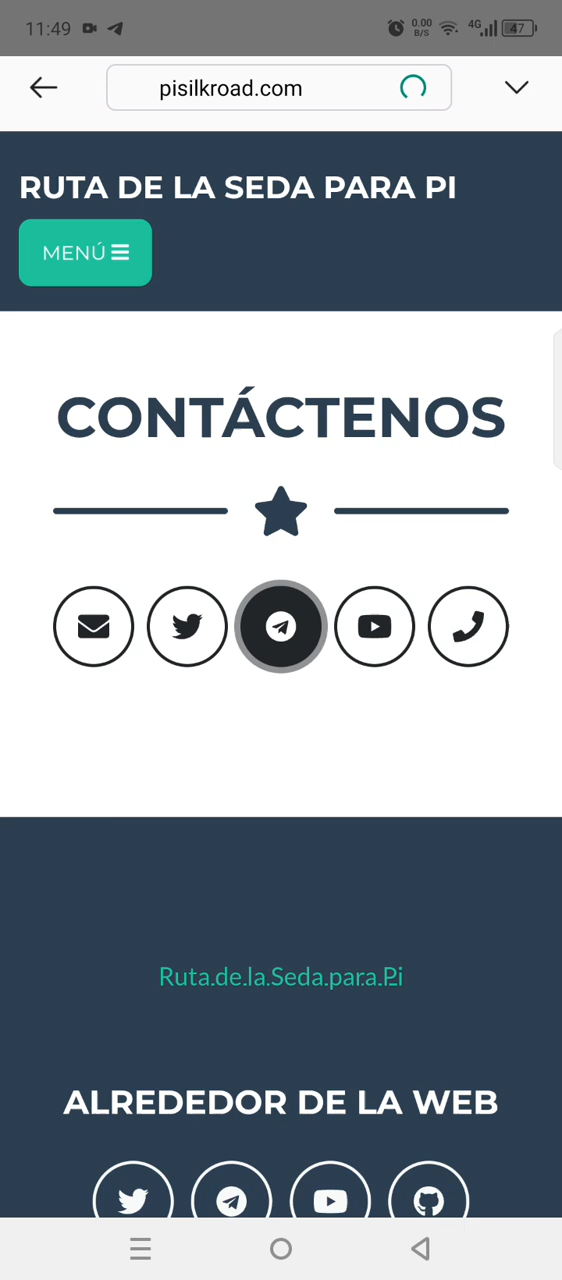 11:49
0.00
B/S
4G
47
pisilkroad.com
RUTA DE LA SEDA PARA PI
MENÚ
CONTÁCTENOS
Ruta.de.la.Seda.para.Pi
ALREDEDOR DE LA WEB